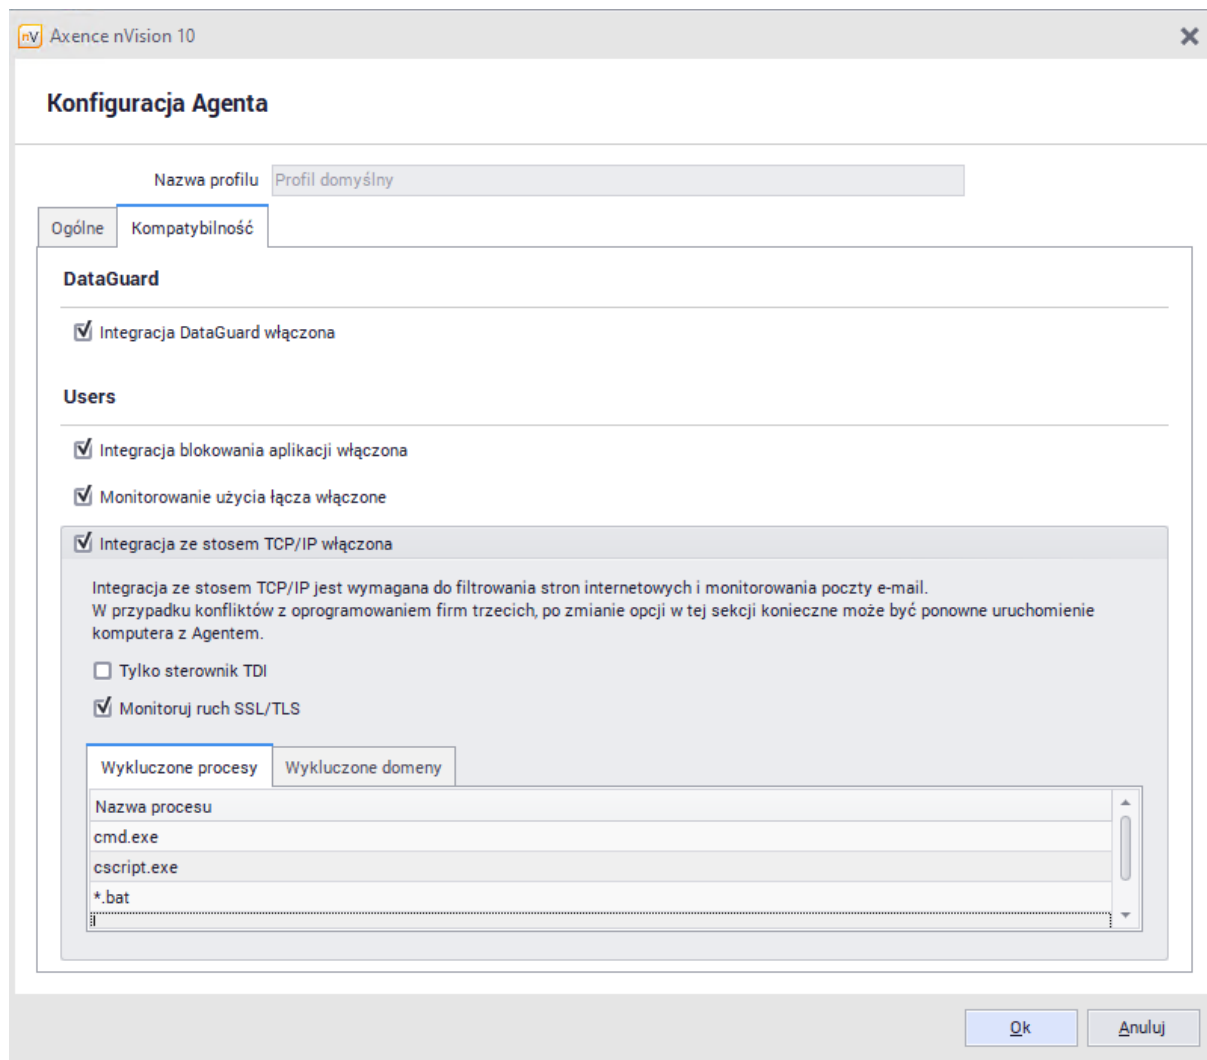 nV Axence nVision 10
Konfiguracja Agenta
Nazwa profilu Profil domyślny
Ogólne Kompatybilność
DataGuard
Integracja DataGuard włączona
Users
Integracja blokowania aplikacji włączona
Monitorowanie użycia łącza włączone
Integracja ze stosem TCP/IP włączona
Integracja ze stosem TCP/IP jest wymagana do filtrowania stron internetowych i monitorowania poczty e-mail.
W przypadku konfliktów z oprogramowaniem firm trzecich, po zmianie opcji w tej sekcji konieczne może być ponowne uruchomienie
komputera z Agentem.
Tylko sterownik TDI
Monitoruj ruch SSL/TLS
Wykluczone procesy Wykluczone domeny
Nazwa procesu
cmd.exe
cscript.exe
*.bat
Ok Anuluj